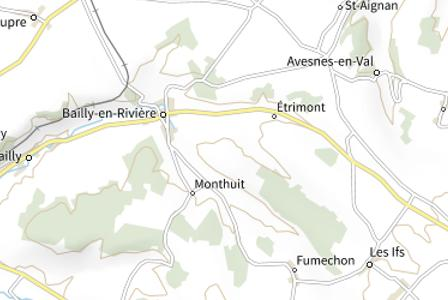 St-Aignan
upre
Avesnes-en-Val
Étrimont
Bailly-en-Rivière
y
ailly
Monthuit
Fumechon
Les Ifs